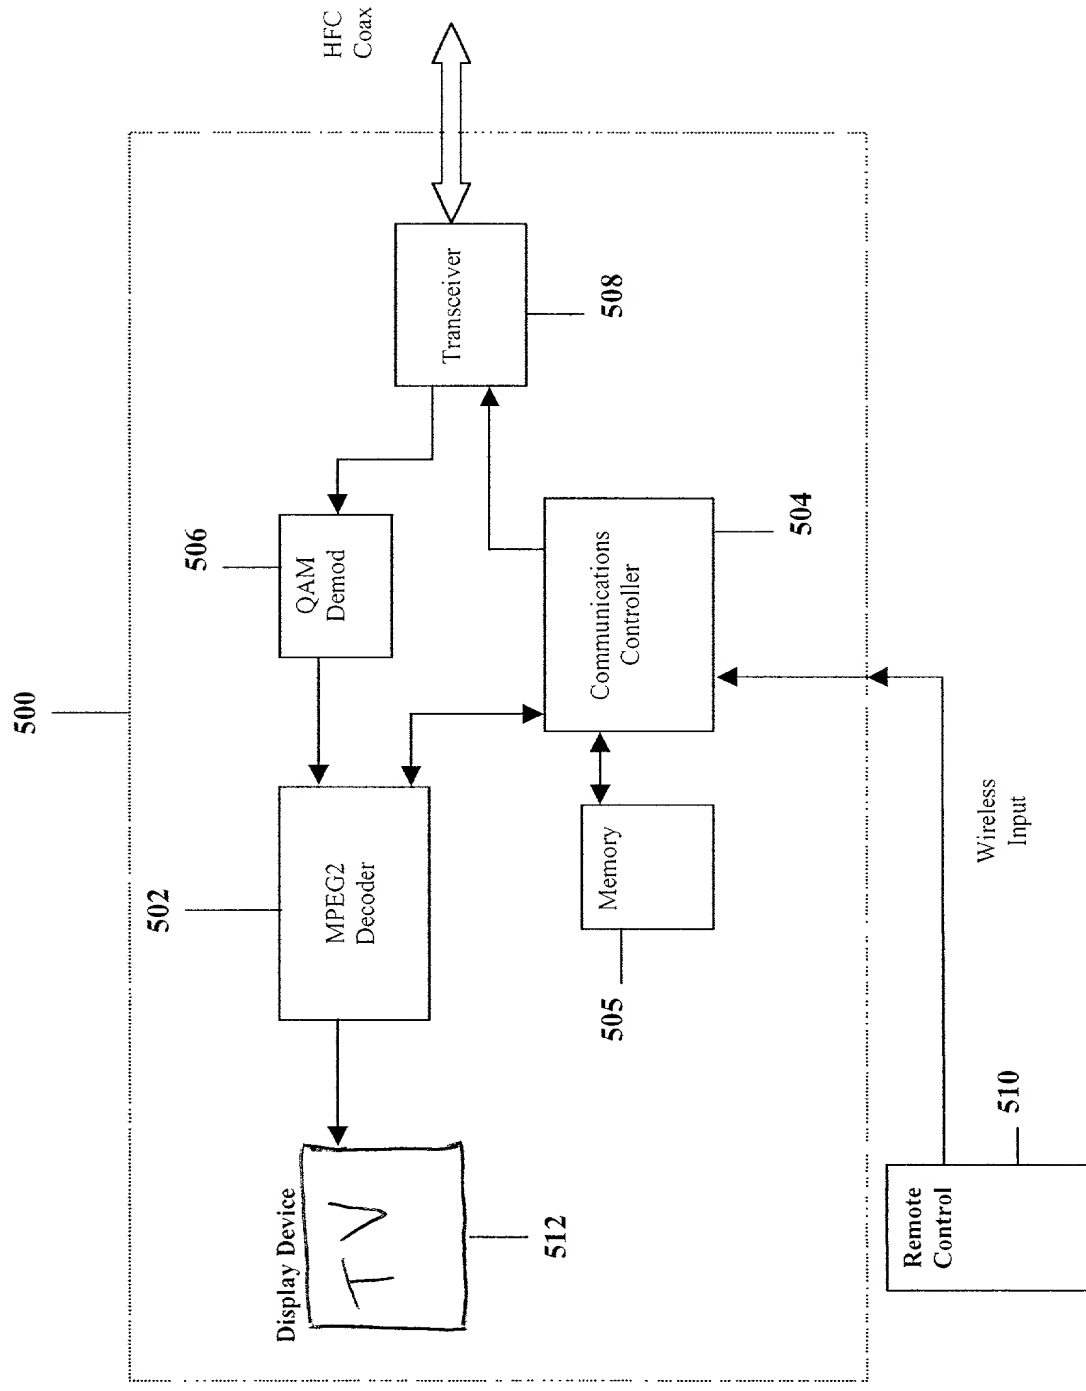 500
HFC
Coax
506
QAM
Demod
Transceiver
508
502
MPEG2
Decoder
Communications
Controller
504
Memory
505
Display Device
TV
512
Wireless
Input
Remote
Control
510